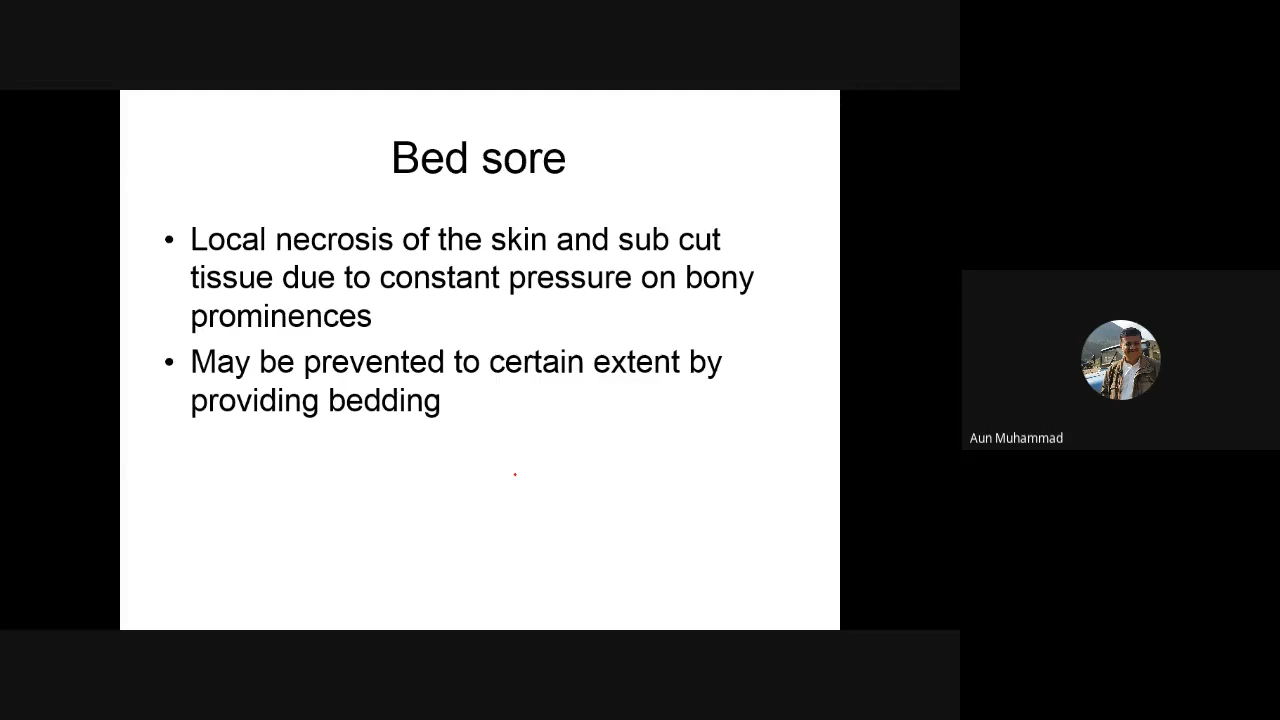 Bed sore
• Local necrosis of the skin and sub cut
tissue due to constant pressure on bony
prominences
• May be prevented to certain extent by
providing bedding
Aun Muhammad